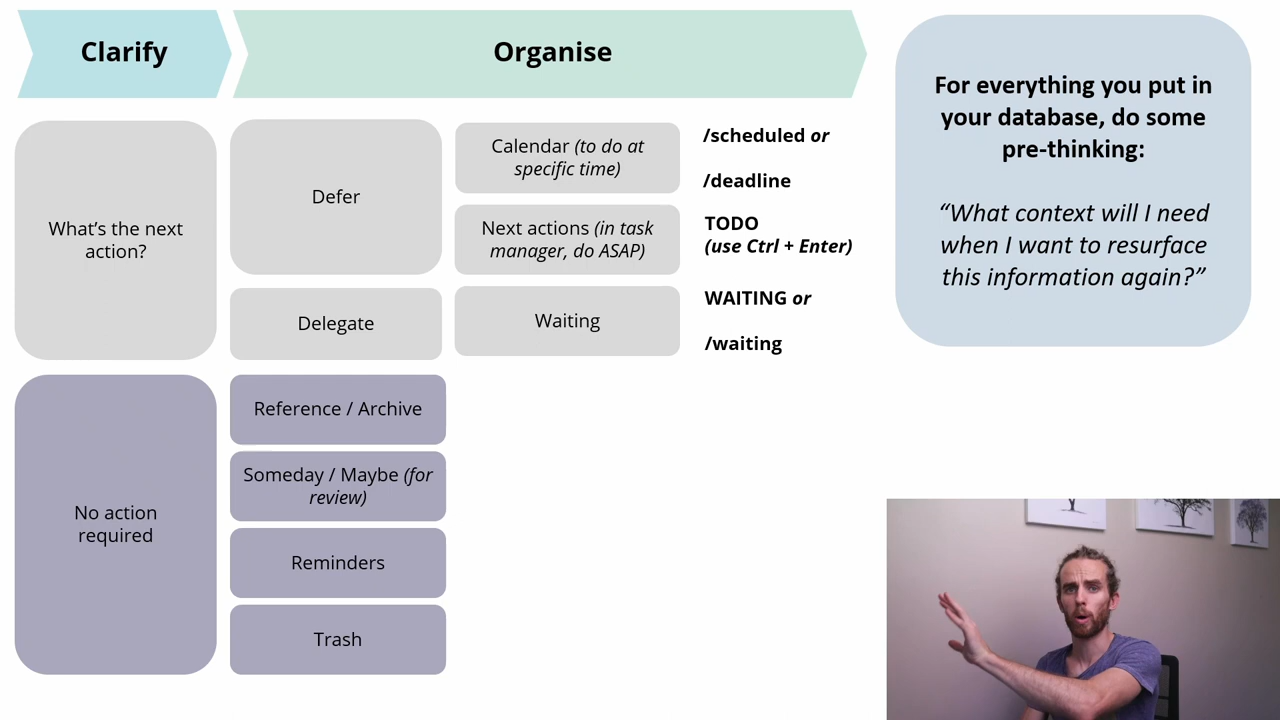 Clarify
Organise
For everything you put in
your database, do some
pre-thinking:
“What context will I need
when I want to resurface
this information again?”
What’s the next
action?
Defer
Calendar (to do at
specific time)
/scheduled or
/deadline
Next actions (in task
manager, do ASAP)
TODO
(use Ctrl + Enter)
Delegate
Waiting
WAITING or
/waiting
No action
required
Reference / Archive
Someday / Maybe (for
review)
Reminders
Trash